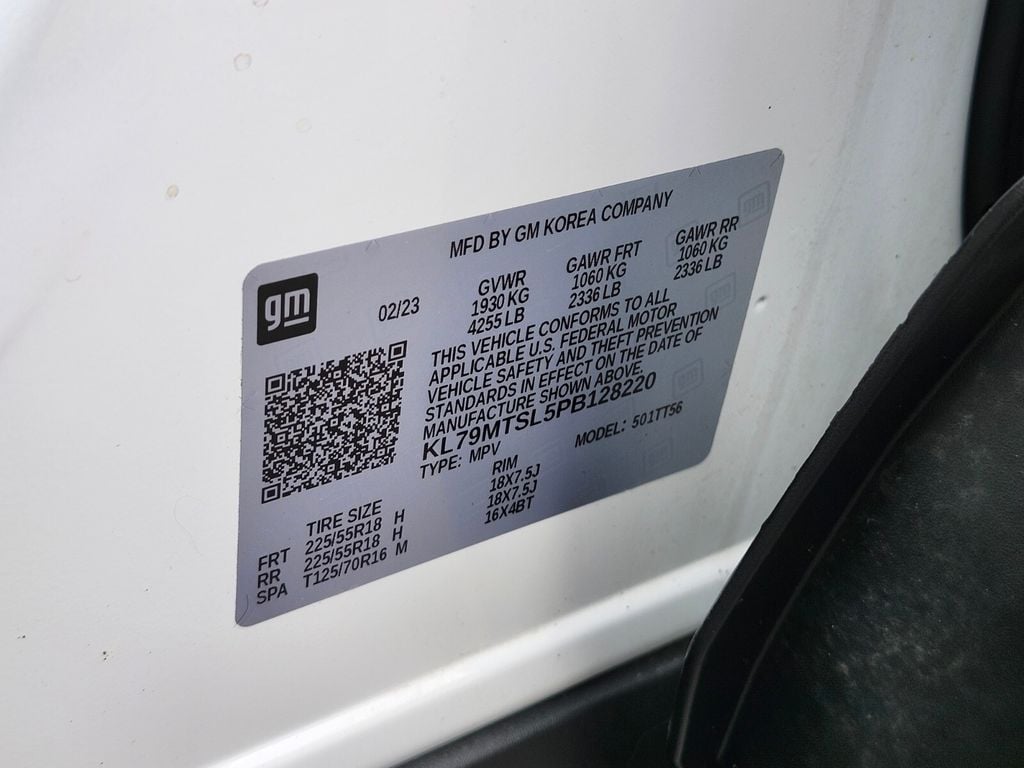 MFD BY GM KOREA COMPANY
gm
02/23
GVWR GAWR FRT GAWR RR
1930 KG 1060 KG 1060 KG
4255 LB 2336 LB 2336 LB
THIS VEHICLE CONFORMS TO ALL
APPLICABLE U.S. FEDERAL MOTOR
VEHICLE SAFETY AND THEFT PREVENTION
STANDARDS IN EFFECT ON THE DATE OF
MANUFACTURE SHOWN ABOVE.
KL79MTSL5PB128220
TYPE: MPV MODEL: 501TT56
TIRE SIZE RIM
FRT 225/55R18 H 18X7.5J
RR 225/55R18 H 18X7.5J
SPA T125/70R16 M 16X4BT